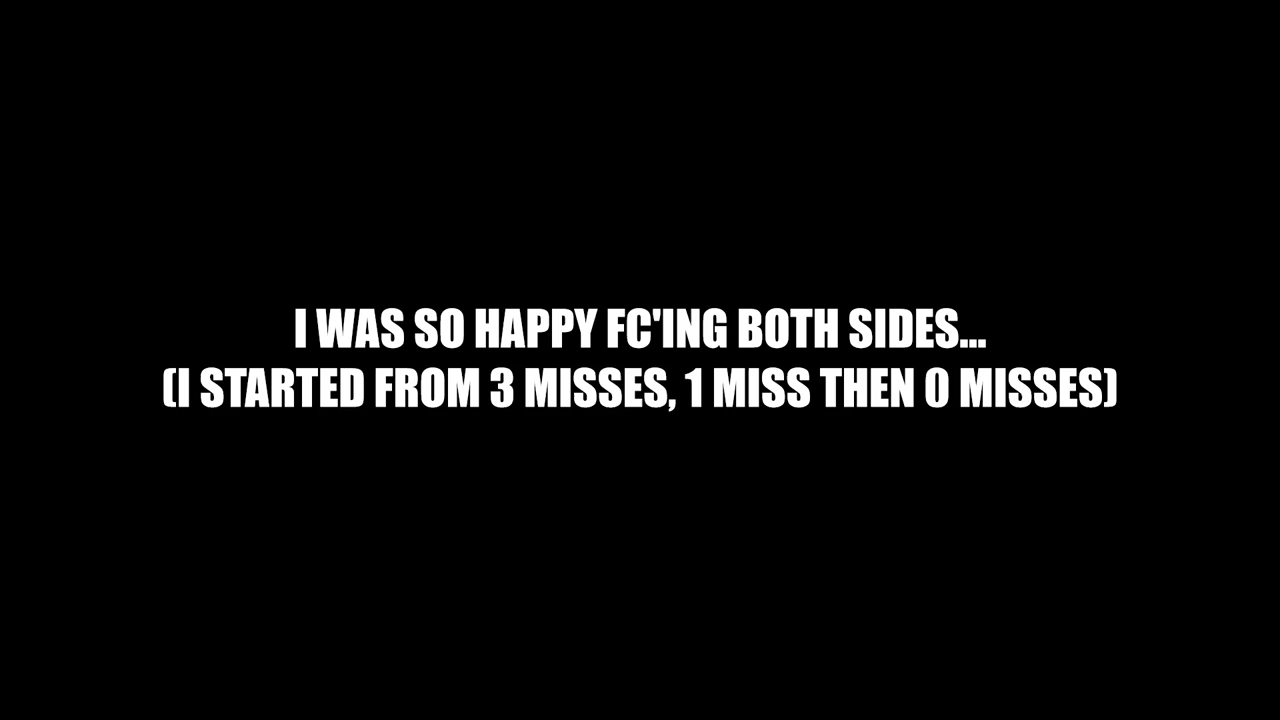 I WAS SO HAPPY FC'ING BOTH SIDES...
(I STARTED FROM 3 MISSES, 1 MISS THEN 0 MISSES)